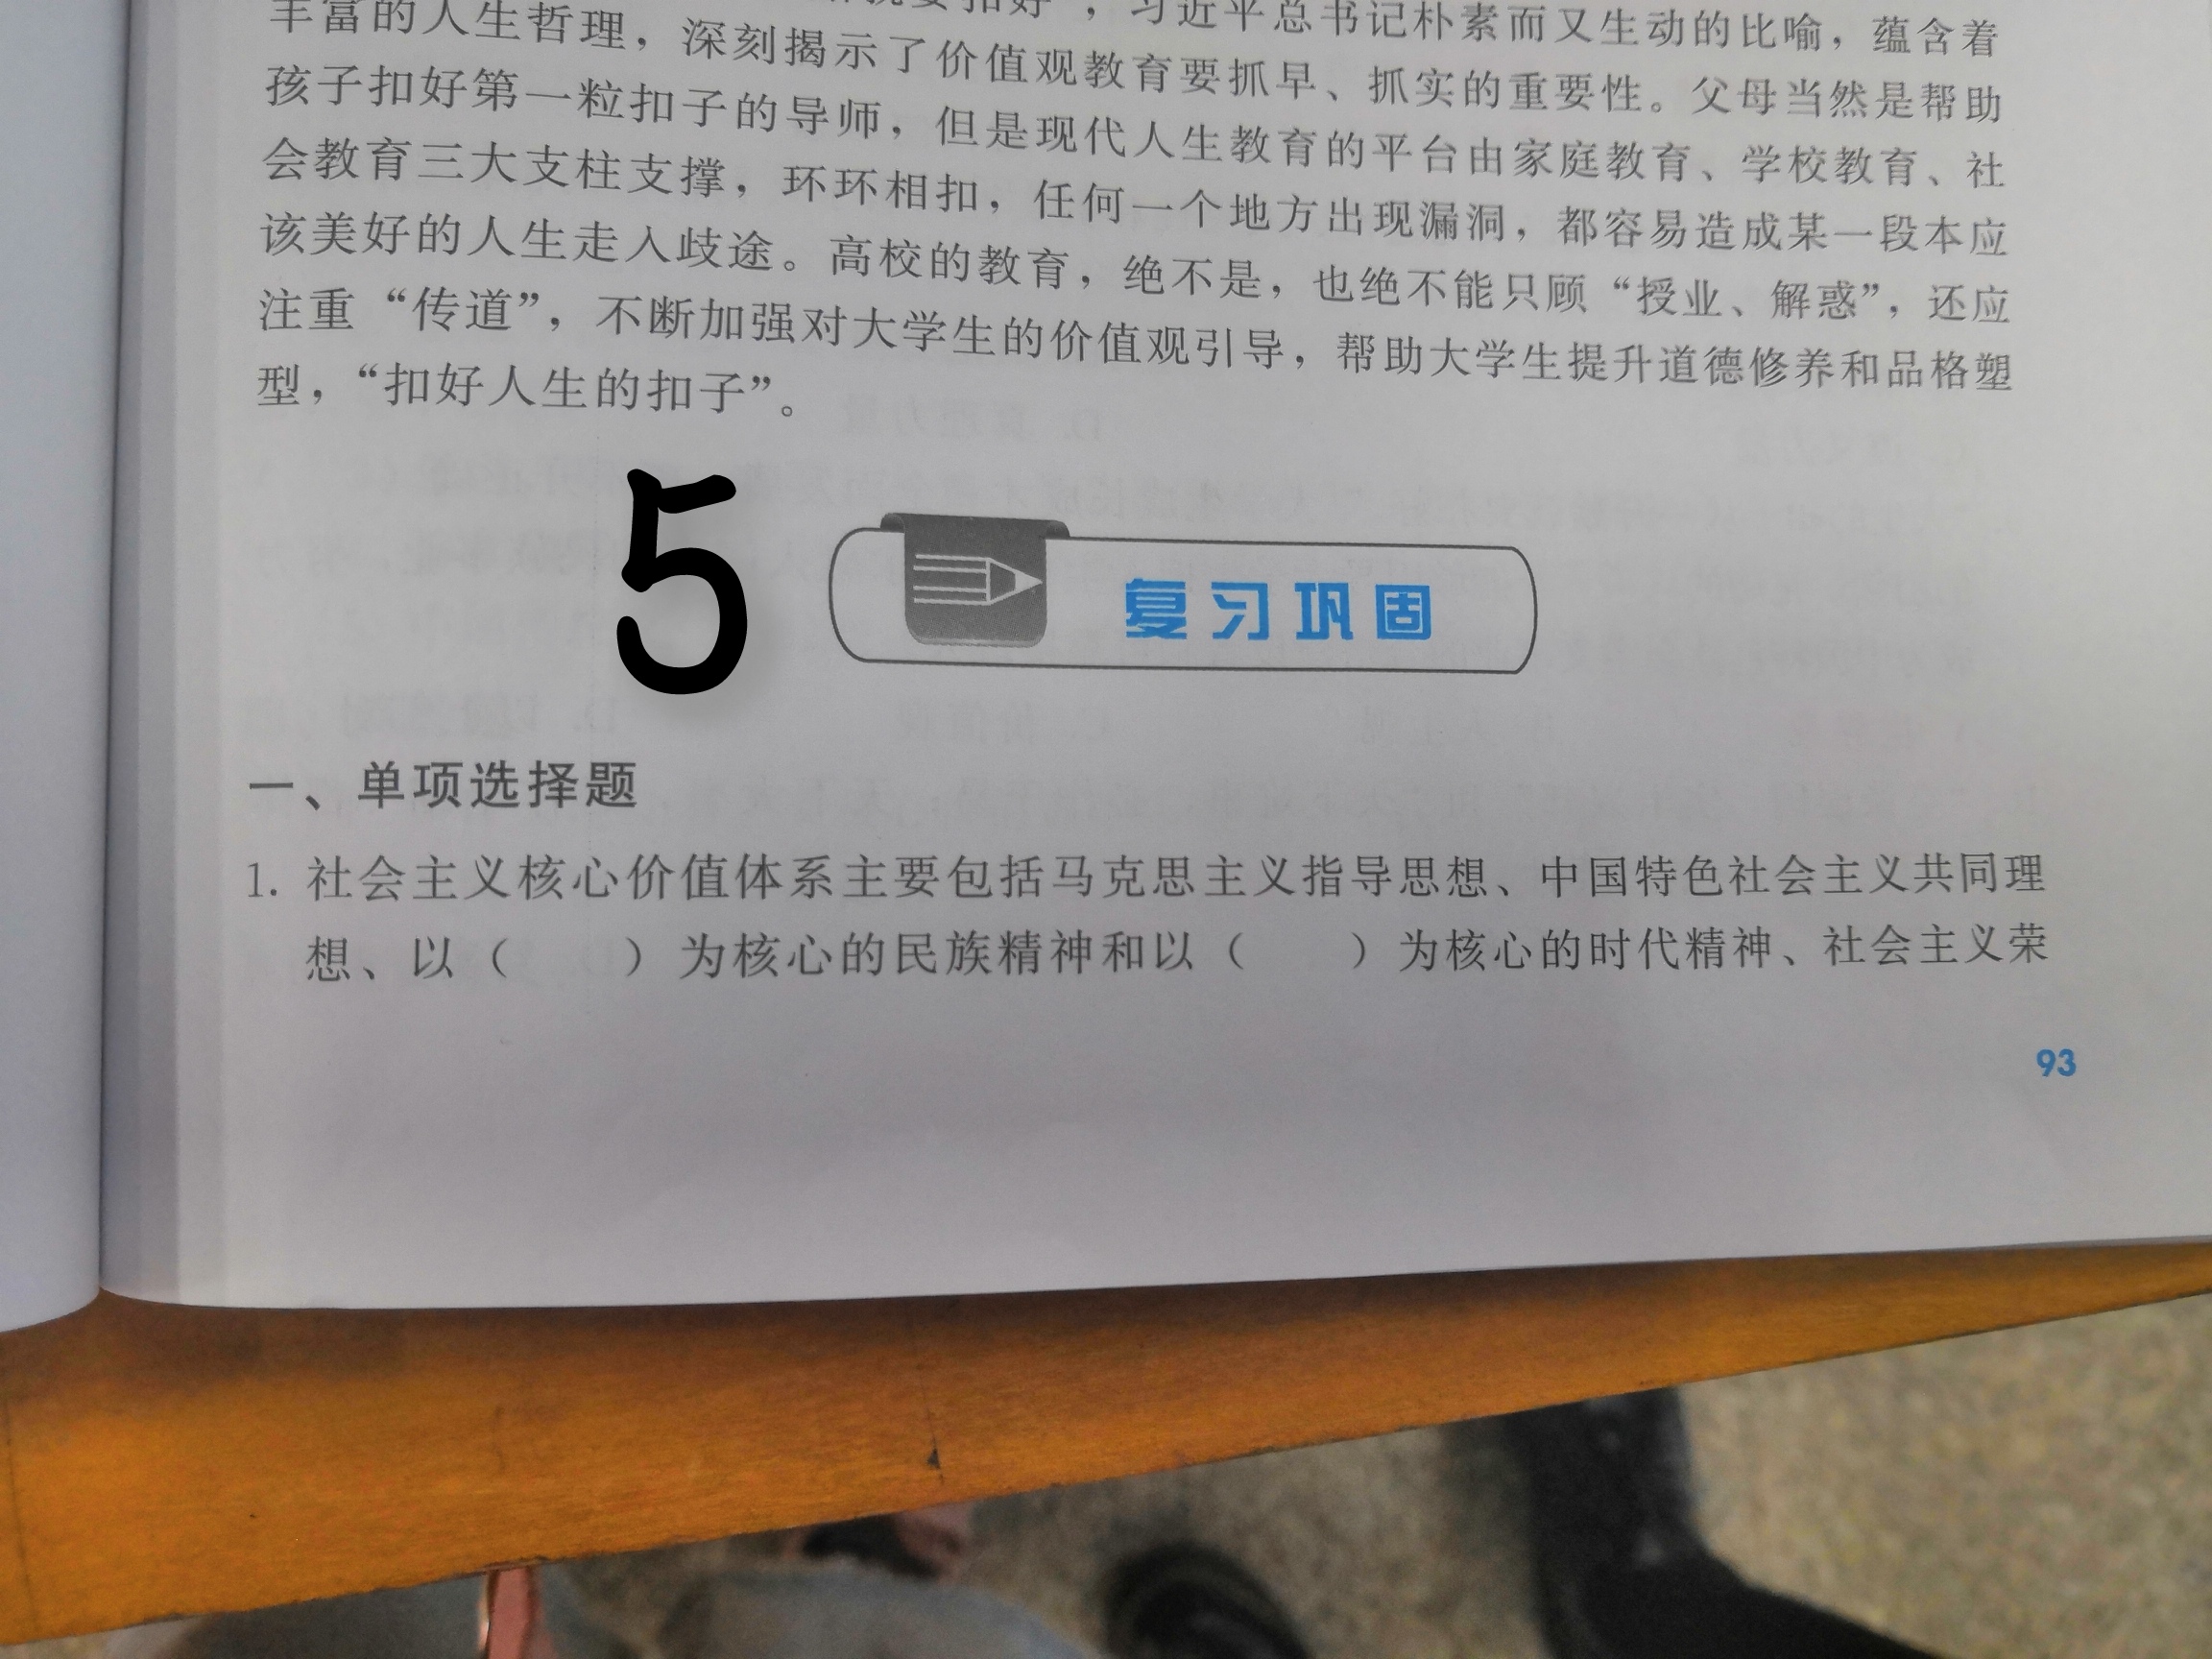 扣好”，习近平总书记朴素而又生动的比喻，蕴含着
丰富的人生哲理，深刻揭示了价值观教育要抓早、抓实的重要性。父母当然是帮助
孩子扣好第一粒扣子的导师，但是现代人生教育的平台由家庭教育、学校教育、社
会教育三大支柱支撑，环环相扣，任何一个地方出现漏洞，都容易造成某一段本应
该美好的人生走入歧途。高校的教育，绝不是，也绝不能只顾“授业、解惑”，还应
注重“传道”，不断加强对大学生的价值观引导，帮助大学生提升道德修养和品格塑
型，“扣好人生的扣子”。
5
复习巩固
一、单项选择题
1. 社会主义核心价值体系主要包括马克思主义指导思想、中国特色社会主义共同理
想、以（　　）为核心的民族精神和以（　　）为核心的时代精神、社会主义荣
93